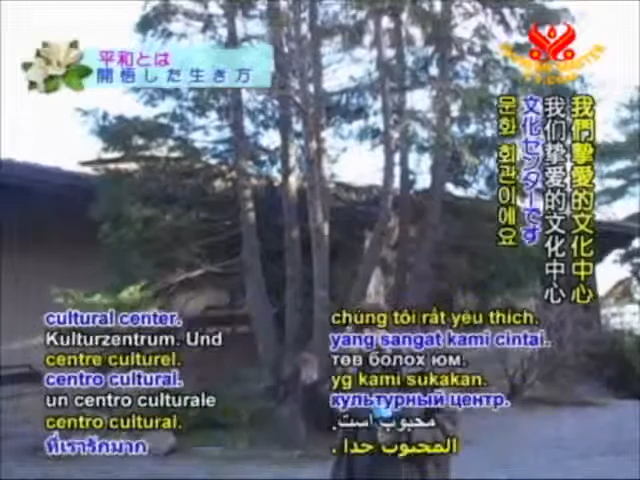 平和とは
開悟した生き方
我們摯愛的文化中心
我们挚爱的文化中心
文化センターです
문화 회관이에요
cultural center.
Kulturzentrum. Und
centre culturel.
centro cultural.
un centro culturale
centro cultural.
ที่เรารักมาก
chúng tôi rất yêu thích.
yang sangat kami cintai.
төв болох юм.
yg kami sukakan.
культурный центр.
محبوب است.
المحبوب جدا .